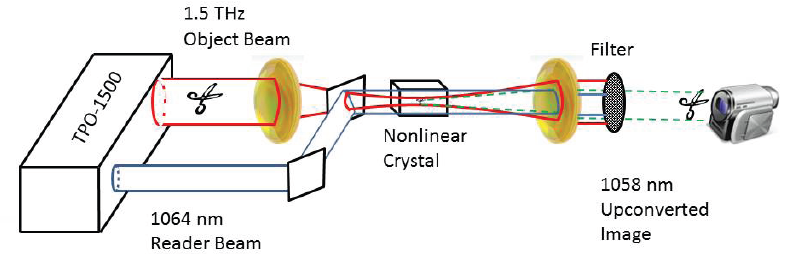 1.5 THz
Object Beam
Filter
TPO-1500
Nonlinear
Crystal
1064 nm
Reader Beam
1058 nm
Upconverted
Image